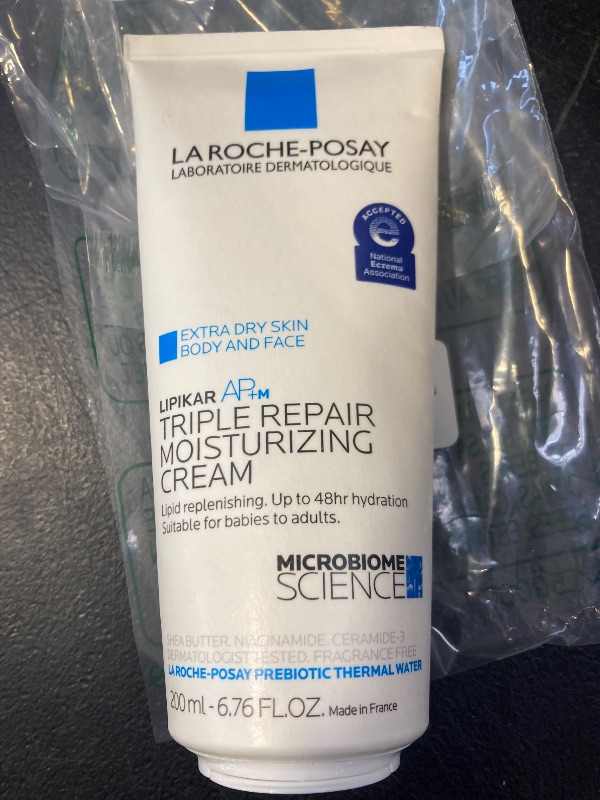 LA ROCHE-POSAY
LABORATOIRE DERMATOLOGIQUE
ACCEPTED
National
Eczema
Association
EXTRA DRY SKIN
BODY AND FACE
LIPIKAR AP+M
TRIPLE REPAIR
MOISTURIZING
CREAM
Lipid replenishing. Up to 48hr hydration
Suitable for babies to adults.
MICROBIOME
SCIENCE
SHEA BUTTER. NIACINAMIDE. CERAMIDE-3
DERMATOLOGIST TESTED. FRAGRANCE FREE
LA ROCHE-POSAY PREBIOTIC THERMAL WATER
200 ml - 6.76 FL.OZ. Made in France